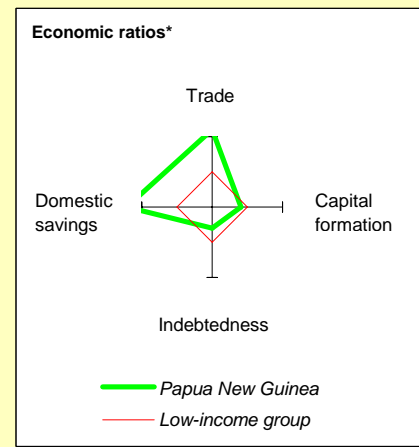 Economic ratios*
Trade
Domestic
savings
Capital
formation
Indebtedness
Papua New Guinea
Low-income group